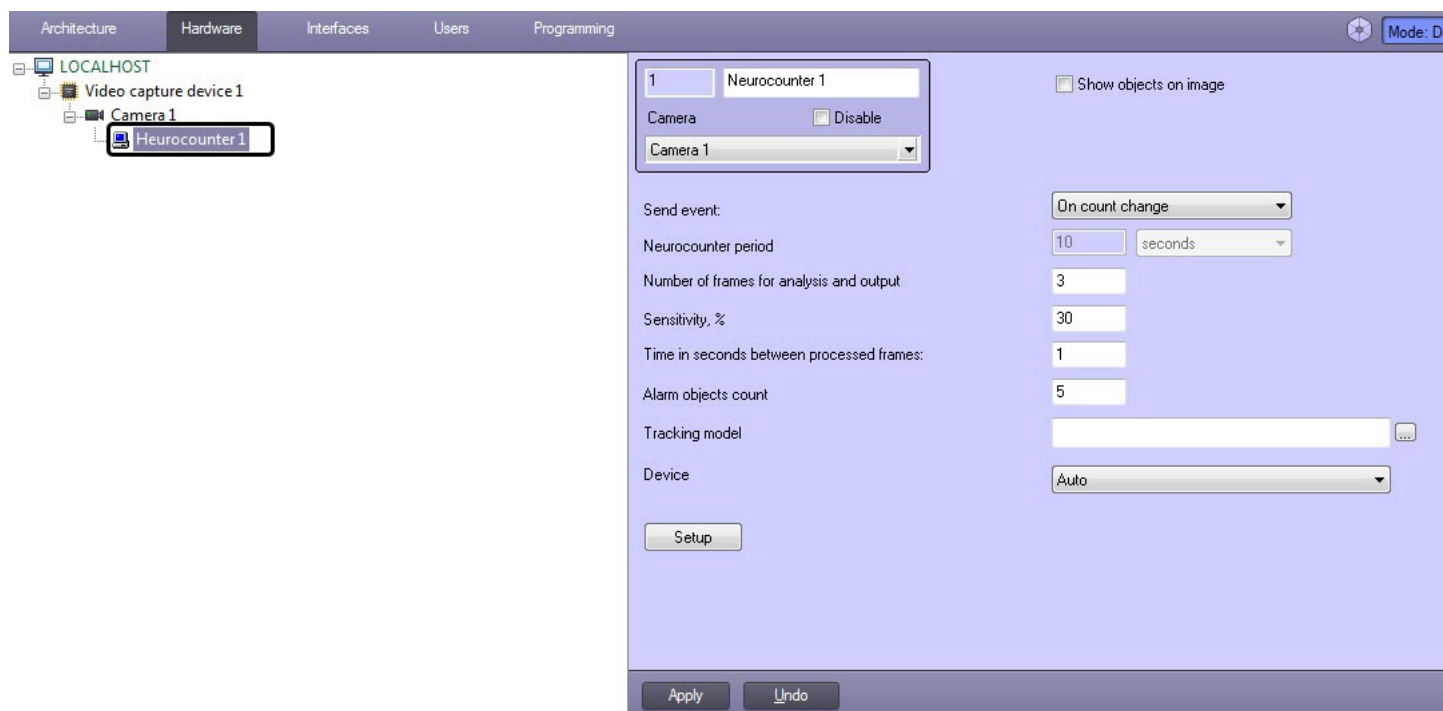 Architecture Hardware Interfaces Users Programming Mode: D
LOCALHOST
Video capture device 1
Camera 1
Heurocounter 1
1 Neurocounter 1
Camera Disable
Camera 1
Show objects on image
Send event: On count change
Neurocounter period 10 seconds
Number of frames for analysis and output 3
Sensitivity, % 30
Time in seconds between processed frames: 1
Alarm objects count 5
Tracking model ...
Device Auto
Setup
Apply Undo